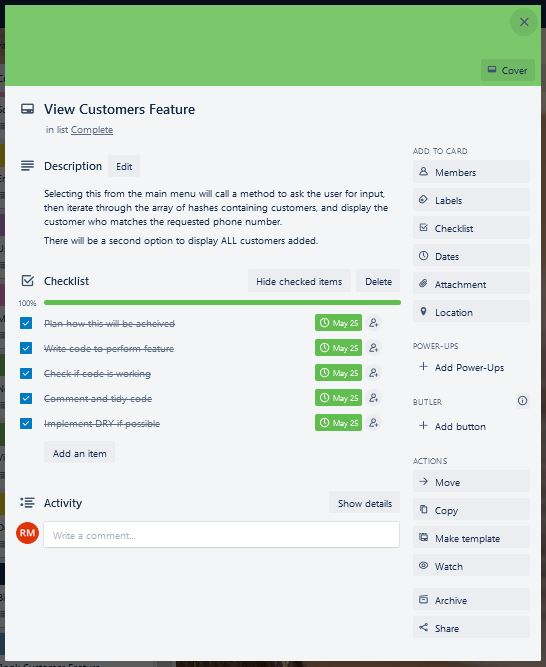 Cover
View Customers Feature
in list Complete
Description Edit
Selecting this from the main menu will call a method to ask the user for input,
then iterate through the array of hashes containing customers, and display the
customer who matches the requested phone number.
There will be a second option to display ALL customers added.
Checklist Hide checked items Delete
100%
Plan how this will be acheived May 25
Write code to perform feature May 25
Check if code is working May 25
Comment and tidy code May 25
Implement DRY if possible May 25
Add an item
Activity Show details
RM Write a comment...
ADD TO CARD
Members
Labels
Checklist
Dates
Attachment
Location
POWER-UPS
+ Add Power-Ups
BUTLER
+ Add button
ACTIONS
Move
Copy
Make template
Watch
Archive
Share
Customer Feature